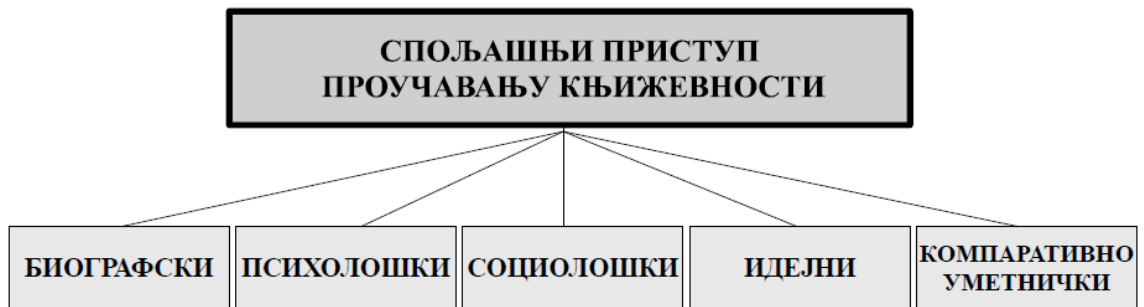 СПОЉАШЊИ ПРИСТУП
ПРОУЧАВАЊУ КЊИЖЕВНОСТИ
БИОГРАФСКИ
ПСИХОЛОШКИ
СОЦИОЛОШКИ
ИДЕЈНИ
КОМПАРАТИВНО
УМЕТНИЧКИ